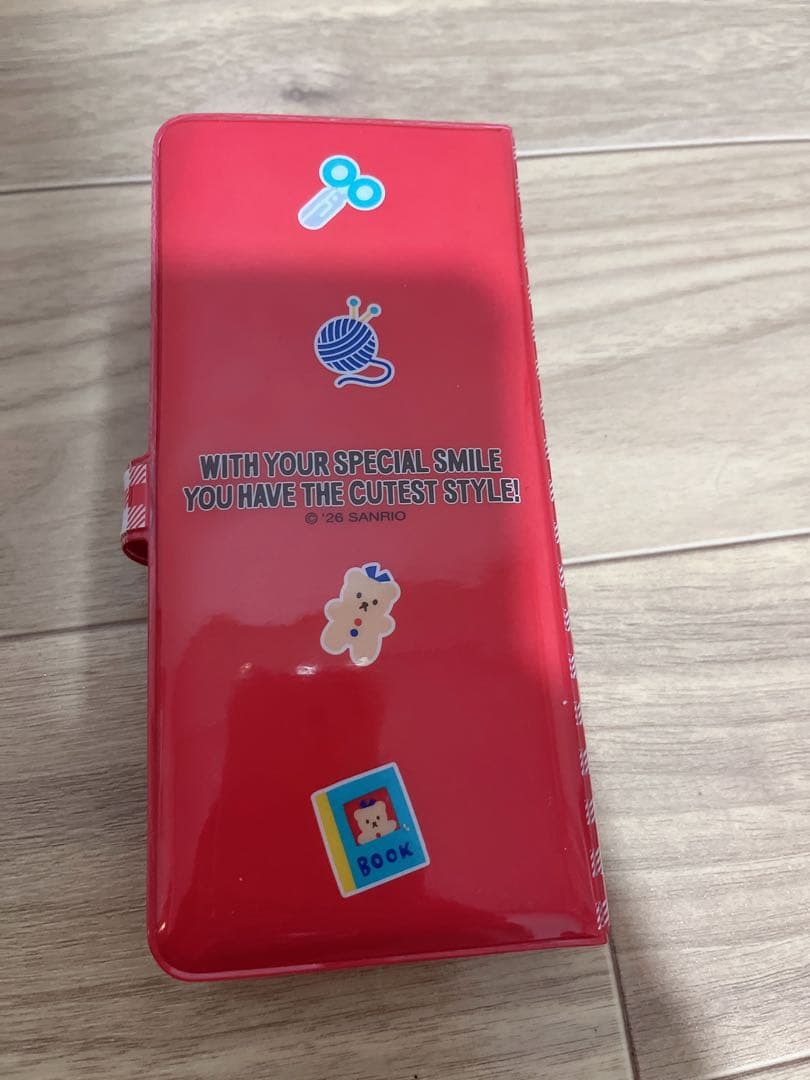 WITH YOUR SPECIAL SMILE
YOU HAVE THE CUTEST STYLE!
© '26 SANRIO
BOOK